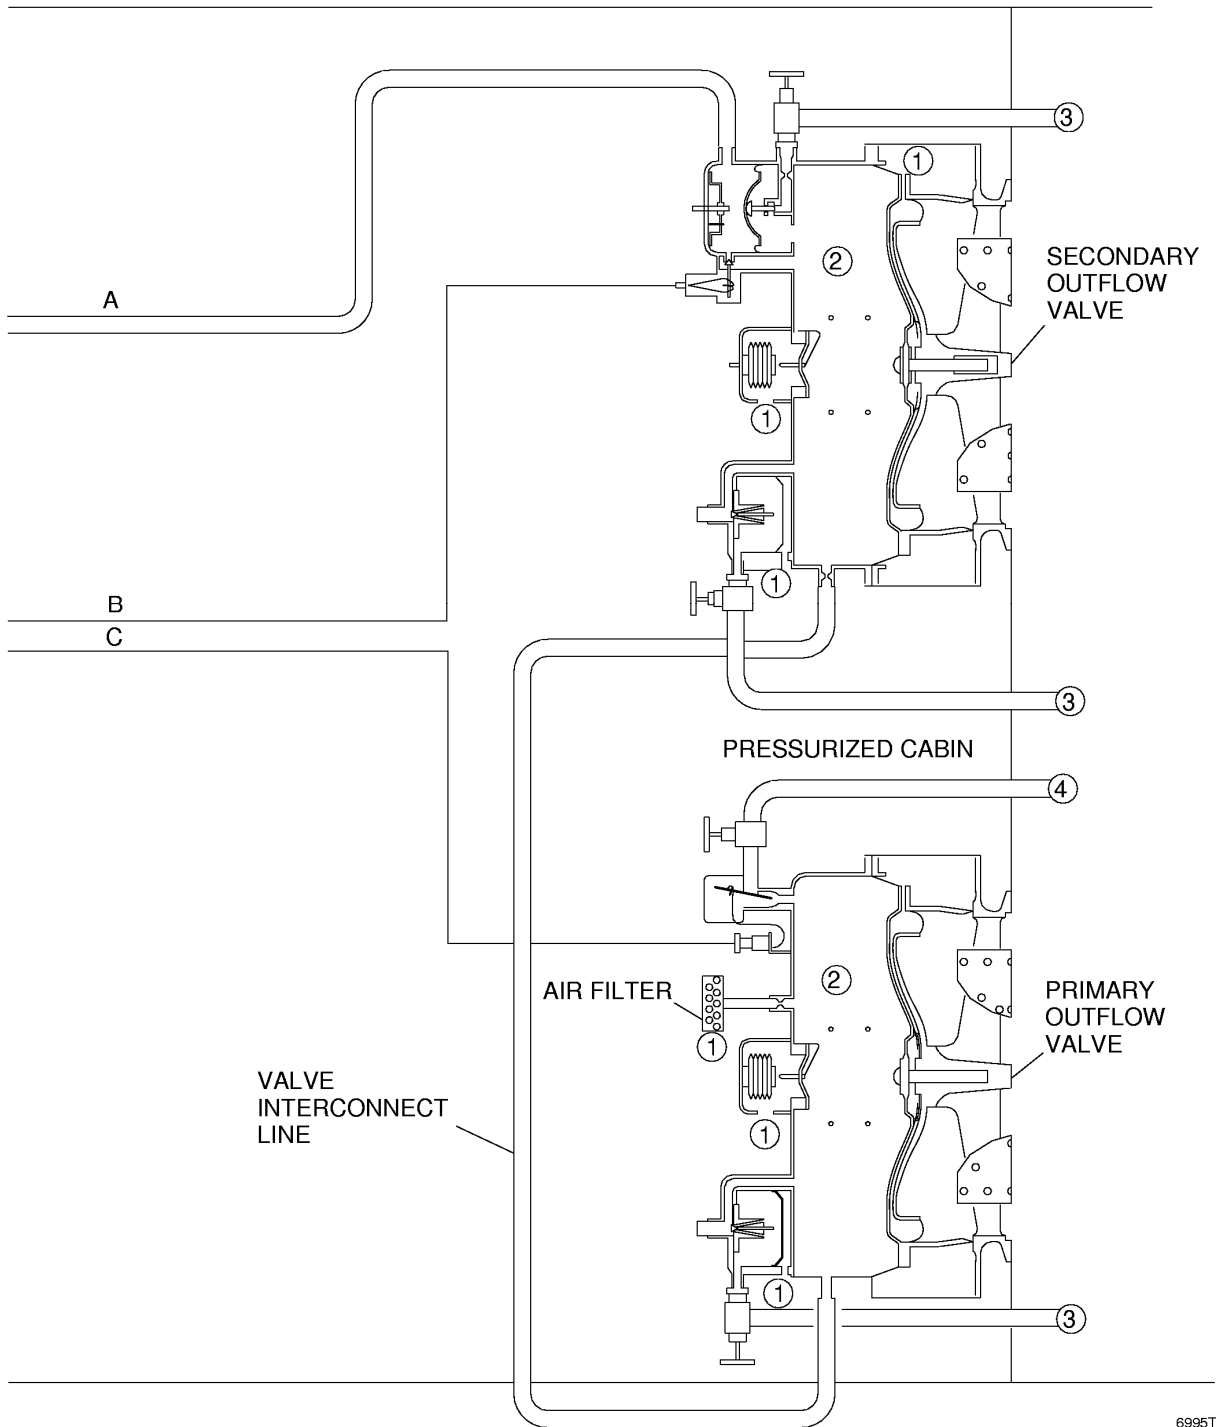 3
1
A
2
SECONDARY
OUTFLOW
VALVE
1
1
B
C
3
PRESSURIZED CABIN
4
2
AIR FILTER
1
PRIMARY
OUTFLOW
VALVE
VALVE
INTERCONNECT
LINE
1
1
3
6995T